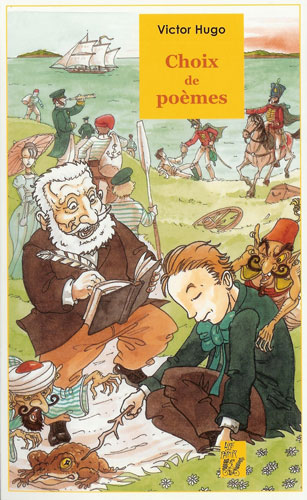 Victor Hugo
Choix
de
poèmes